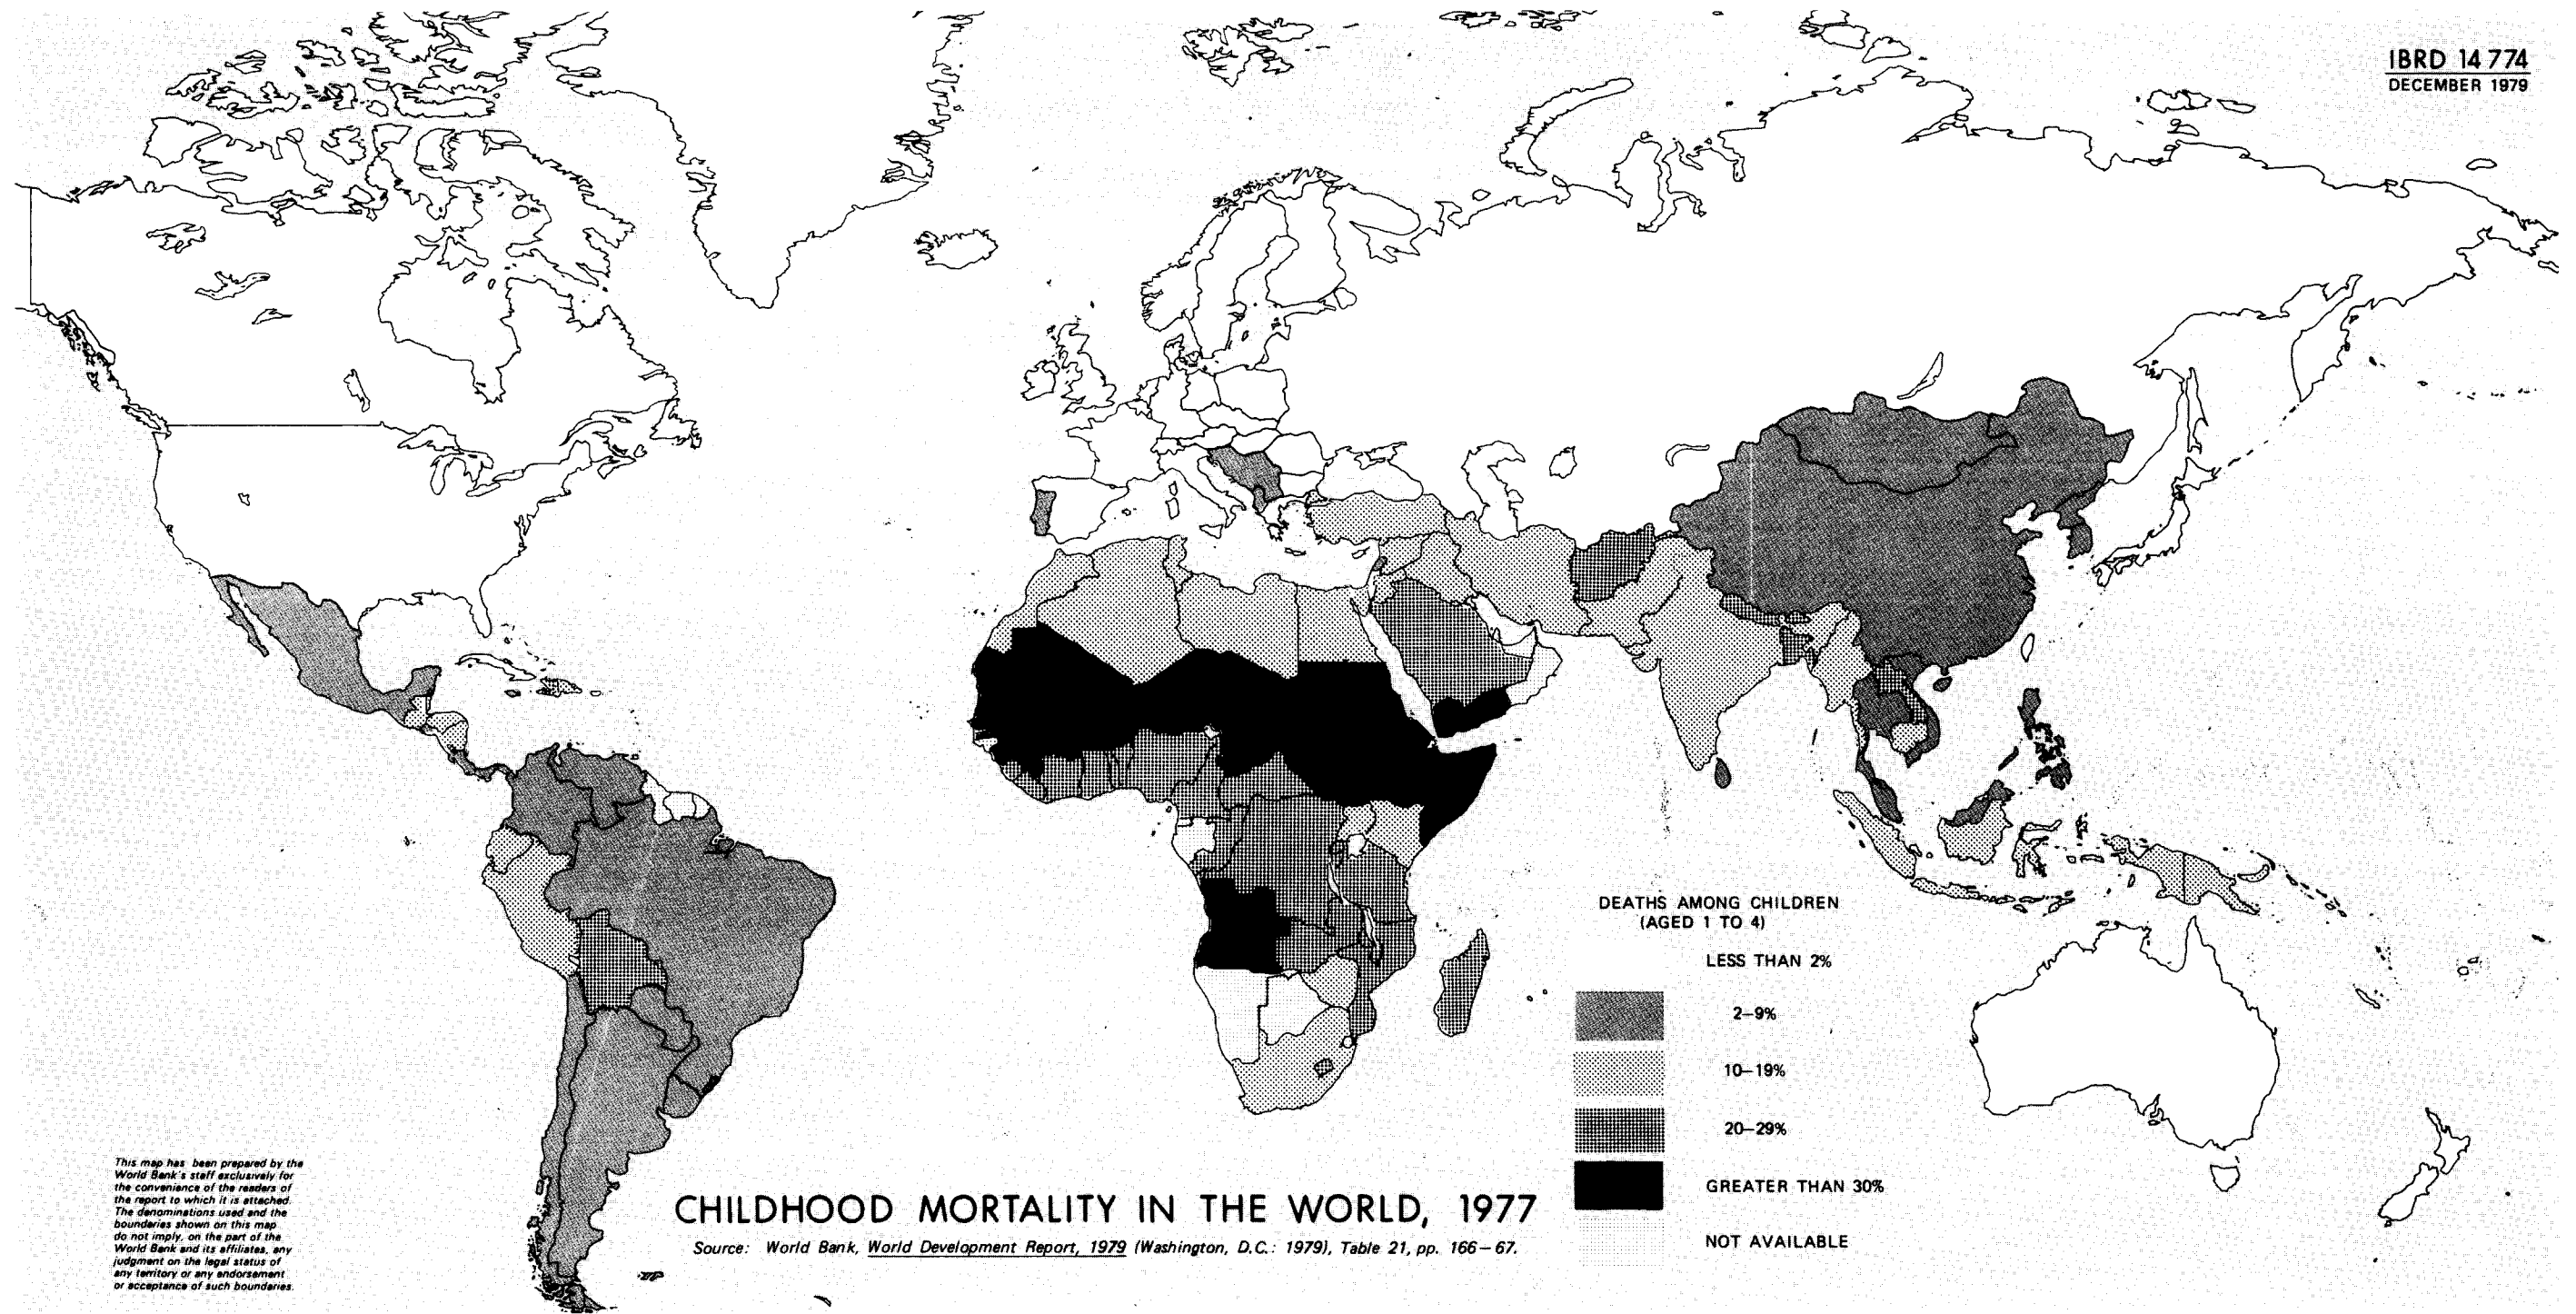 IBRD 14774
DECEMBER 1979
DEATHS AMONG CHILDREN
(AGED 1 TO 4)
LESS THAN 2%
2–9%
10–19%
20–29%
GREATER THAN 30%
NOT AVAILABLE
This map has been prepared by the
World Bank's staff exclusively for
the convenience of the readers of
the report to which it is attached.
The denominations used and the
boundaries shown on this map
do not imply, on the part of the
World Bank and its affiliates, any
judgment on the legal status of
any territory or any endorsement
or acceptance of such boundaries.
CHILDHOOD MORTALITY IN THE WORLD, 1977
Source: World Bank, World Development Report, 1979 (Washington, D.C.: 1979), Table 21, pp. 166–67.